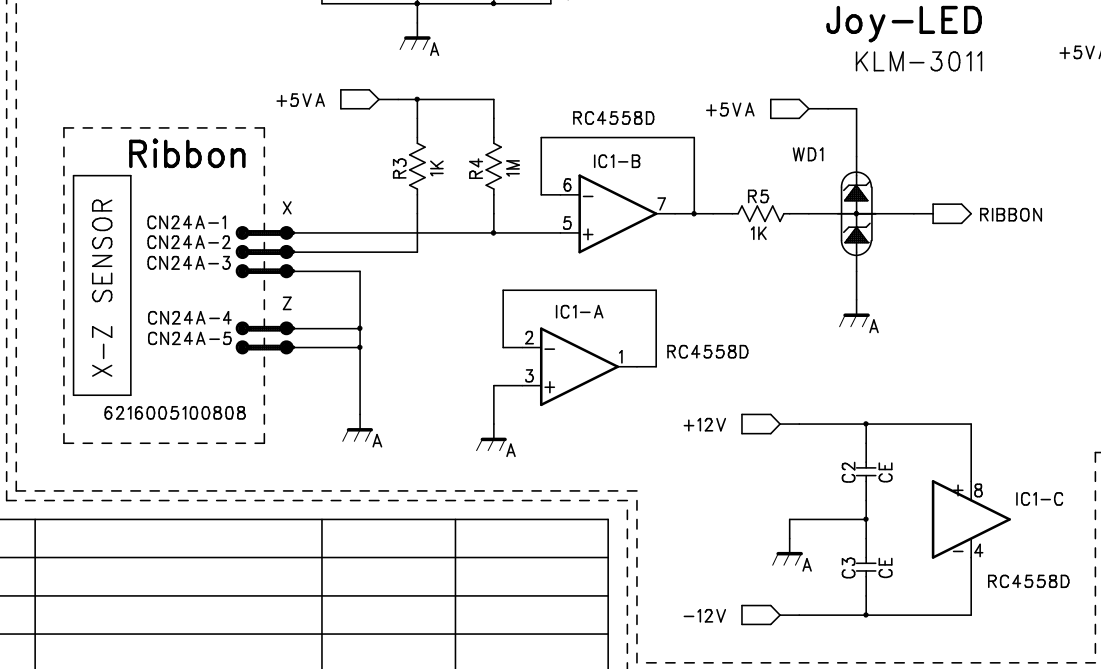 Joy-LED
KLM-3011
A
+5VA
+5VA
+5VA
RC4558D
Ribbon
R3
1K
R4
1M
IC1-B
WD1
6
5
7
R5
1K
RIBBON
X
CN24A-1
CN24A-2
CN24A-3
Z
CN24A-4
CN24A-5
X-Z SENSOR
6216005100808
A
IC1-A
2
3
1
RC4558D
A
A
+12V
C2
CE
+ 8
IC1-C
A
C3
CE
- 4
RC4558D
-12V